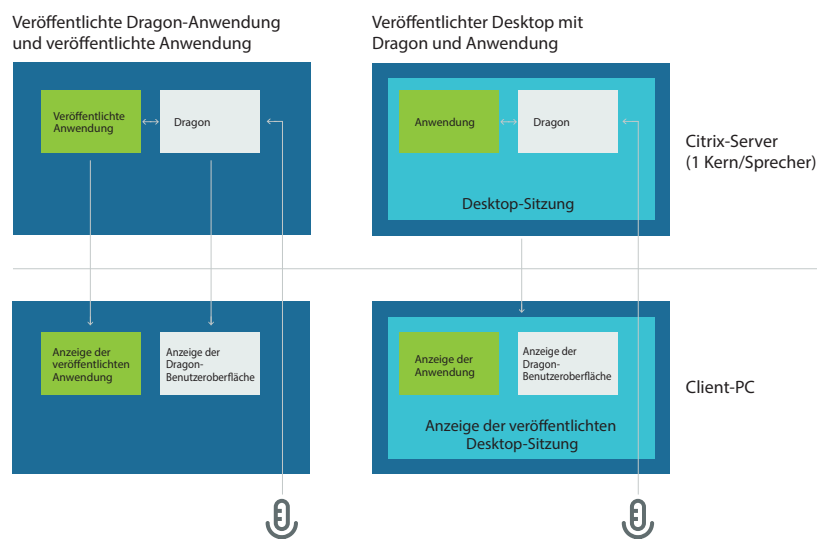 Veröffentlichte Dragon-Anwendung
und veröffentlichte Anwendung
Veröffentlichter Desktop mit
Dragon und Anwendung
Veröffentlichte
Anwendung
Dragon
Anwendung
Dragon
Desktop-Sitzung
Citrix-Server
(1 Kern/Sprecher)
Anzeige der
veröffentlichten
Anwendung
Anzeige der
Dragon-
Benutzeroberfläche
Anzeige der
Anwendung
Anzeige der
Dragon-
Benutzeroberfläche
Anzeige der veröffentlichten
Desktop-Sitzung
Client-PC